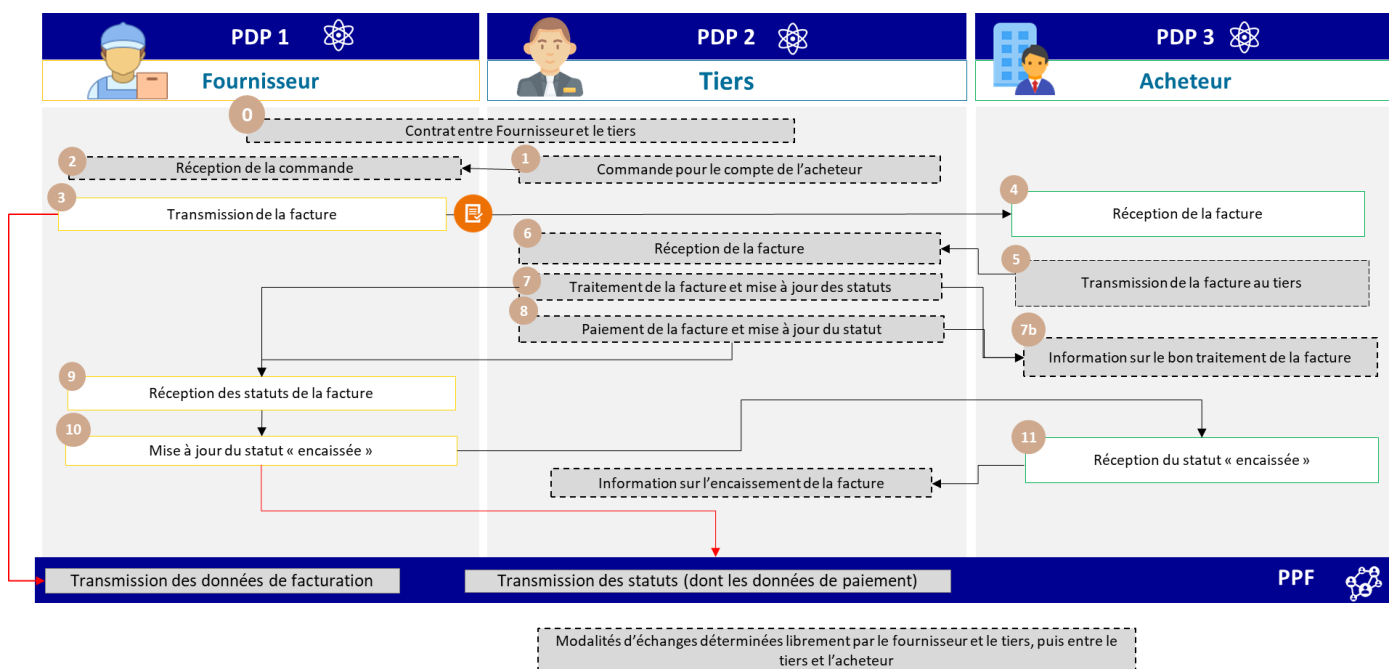 PDP 1
PDP 2
PDP 3
Fournisseur
Tiers
Acheteur
0
Contrat entre Fournisseur et le tiers
2
Réception de la commande
1
Commande pour le compte de l'acheteur
3
Transmission de la facture
4
Réception de la facture
6
Réception de la facture
5
Transmission de la facture au tiers
7
Traitement de la facture et mise à jour des statuts
8
Paiement de la facture et mise à jour du statut
7b
Information sur le bon traitement de la facture
9
Réception des statuts de la facture
10
Mise à jour du statut « encaissée »
11
Réception du statut « encaissée »
Information sur l'encaissement de la facture
Transmission des données de facturation
Transmission des statuts (dont les données de paiement)
PPF
Modalités d'échanges déterminées librement par le fournisseur et le tiers, puis entre le
tiers et l'acheteur